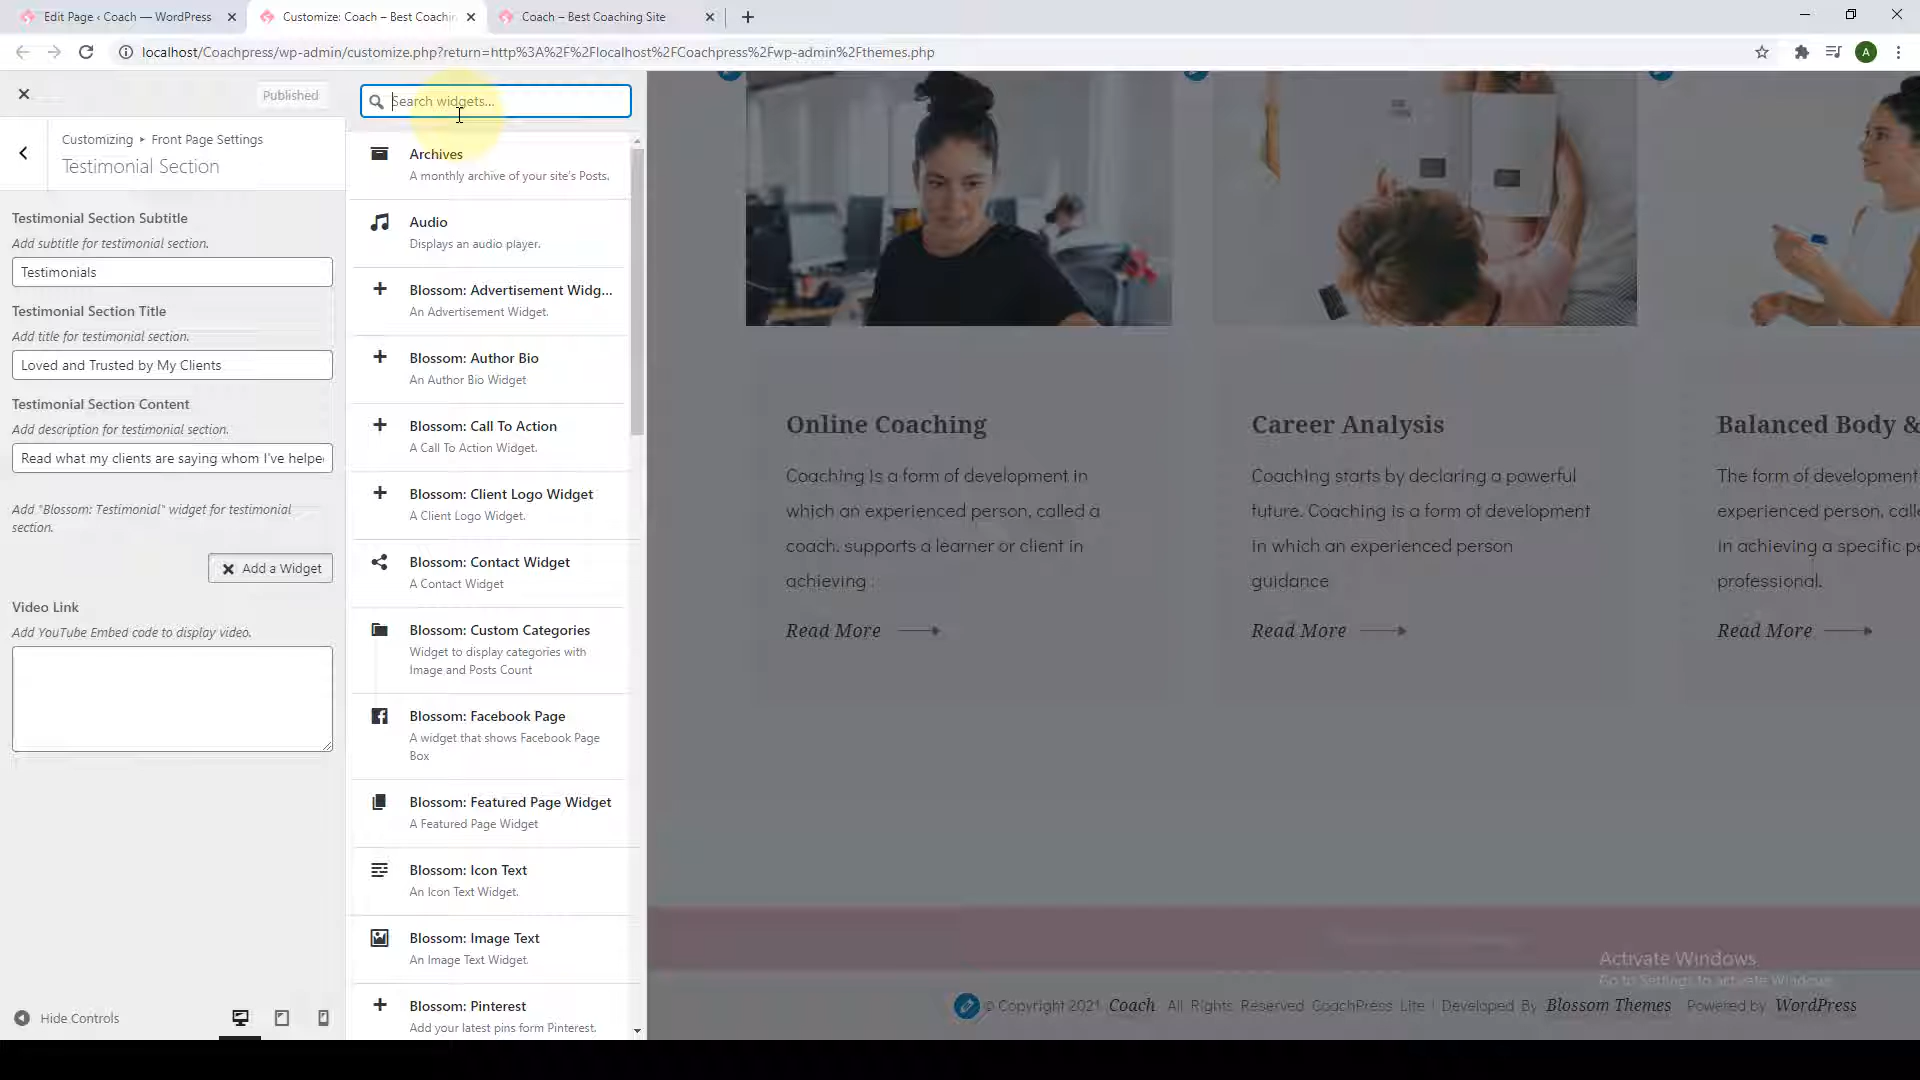 Edit Page ‹ Coach — WordPress
Customize: Coach – Best Coachin
Coach – Best Coaching Site
localhost/Coachpress/wp-admin/customize.php?return=http%3A%2F%2Flocalhost%2FCoachpress%2Fwp-admin%2Fthemes.php
A
Published
Customizing ▸ Front Page Settings
Testimonial Section
Testimonial Section Subtitle
Add subtitle for testimonial section.
Testimonials
Testimonial Section Title
Add title for testimonial section.
Loved and Trusted by My Clients
Testimonial Section Content
Add description for testimonial section.
Read what my clients are saying whom I've helpe
Add "Blossom: Testimonial" widget for testimonial
section.
Add a Widget
Video Link
Add YouTube Embed code to display video.
Hide Controls
Search widgets...
Archives
A monthly archive of your site's Posts.
Audio
Displays an audio player.
Blossom: Advertisement Widg...
An Advertisement Widget.
Blossom: Author Bio
An Author Bio Widget
Blossom: Call To Action
A Call To Action Widget.
Blossom: Client Logo Widget
A Client Logo Widget.
Blossom: Contact Widget
A Contact Widget
Blossom: Custom Categories
Widget to display categories with
Image and Posts Count
Blossom: Facebook Page
A widget that shows Facebook Page
Box
Blossom: Featured Page Widget
A Featured Page Widget
Blossom: Icon Text
An Icon Text Widget.
Blossom: Image Text
An Image Text Widget.
Blossom: Pinterest
Add your latest pins form Pinterest.
Online Coaching
Coaching is a form of development in
which an experienced person, called a
coach. supports a learner or client in
achieving :
Read More
Career Analysis
Coaching starts by declaring a powerful
future. Coaching is a form of development
in which an experienced person
guidance
Read More
Balanced Body &
The form of development
experienced person, calle
in achieving a specific pe
professional.
Read More
Activate Windows
Go to Settings to activate Windows.
© Copyright 2021 Coach. All Rights Reserved. CoachPress Lite | Developed By Blossom Themes Powered by WordPress